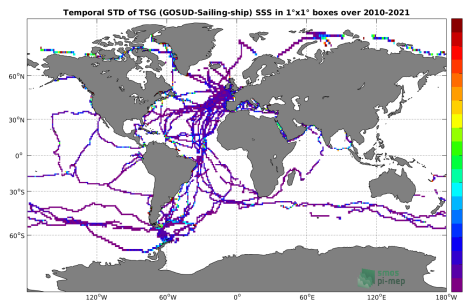 Temporal STD of TSG (GOSUD-Sailing-ship) SSS in 1°x1° boxes over 2010-2021
60°N
30°N
0°
30°S
60°S
120°W 60°W 0° 60°E 120°E 180°W
pi-mep